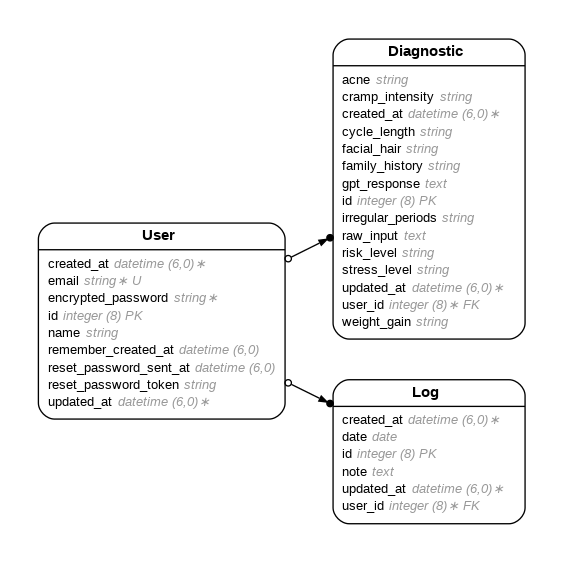 User
created_at datetime (6,0)∗
email string∗ U
encrypted_password string∗
id integer (8) PK
name string
remember_created_at datetime (6,0)
reset_password_sent_at datetime (6,0)
reset_password_token string
updated_at datetime (6,0)∗
Diagnostic
acne string
cramp_intensity string
created_at datetime (6,0)∗
cycle_length string
facial_hair string
family_history string
gpt_response text
id integer (8) PK
irregular_periods string
raw_input text
risk_level string
stress_level string
updated_at datetime (6,0)∗
user_id integer (8)∗ FK
weight_gain string
Log
created_at datetime (6,0)∗
date date
id integer (8) PK
note text
updated_at datetime (6,0)∗
user_id integer (8)∗ FK